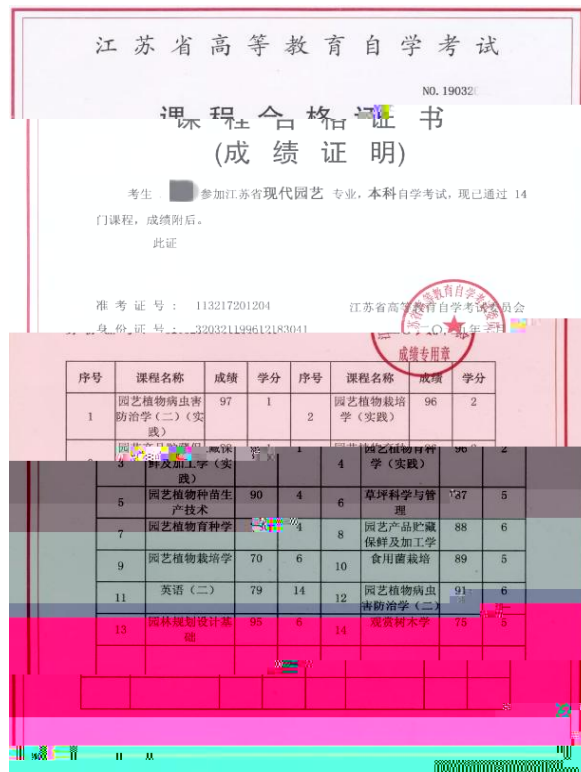 江苏省高等教育自学考试
NO. 19032
课程合格证书
(成绩证明)
考生 参加江苏省现代园艺 专业，本科自学考试，现已通过 14
门课程，成绩附后。
此证
准 考 证 号： 113217201204
江苏省高等教育自学考试委员会
成绩专用章
序号 课程名称 成绩 学分 序号 课程名称 成绩 学分
1 园艺植物病虫害防治学（二）（实践） 97 1 2 园艺植物栽培学（实践） 96 2
3 鲜及加工学（实践） 1 4 园艺植物育种学（实践） 96 2
5 园艺植物种苗生产技术 90 4 6 草坪科学与管理 5
7 园艺植物育种学 4 8 园艺产品贮藏保鲜及加工学 88 6
9 园艺植物栽培学 70 6 10 食用菌栽培 89 5
11 英语（二） 79 14 12 园艺植物病虫害防治学（二） 91 6
13 园林规划设计基础 95 6 14 观赏树木学 75 5